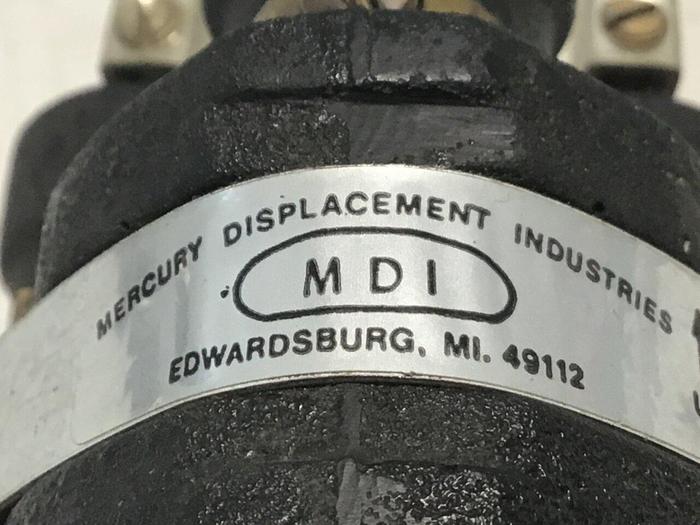 MERCURY DISPLACEMENT INDUSTRIES
MDI
EDWARDSBURG, MI. 49112